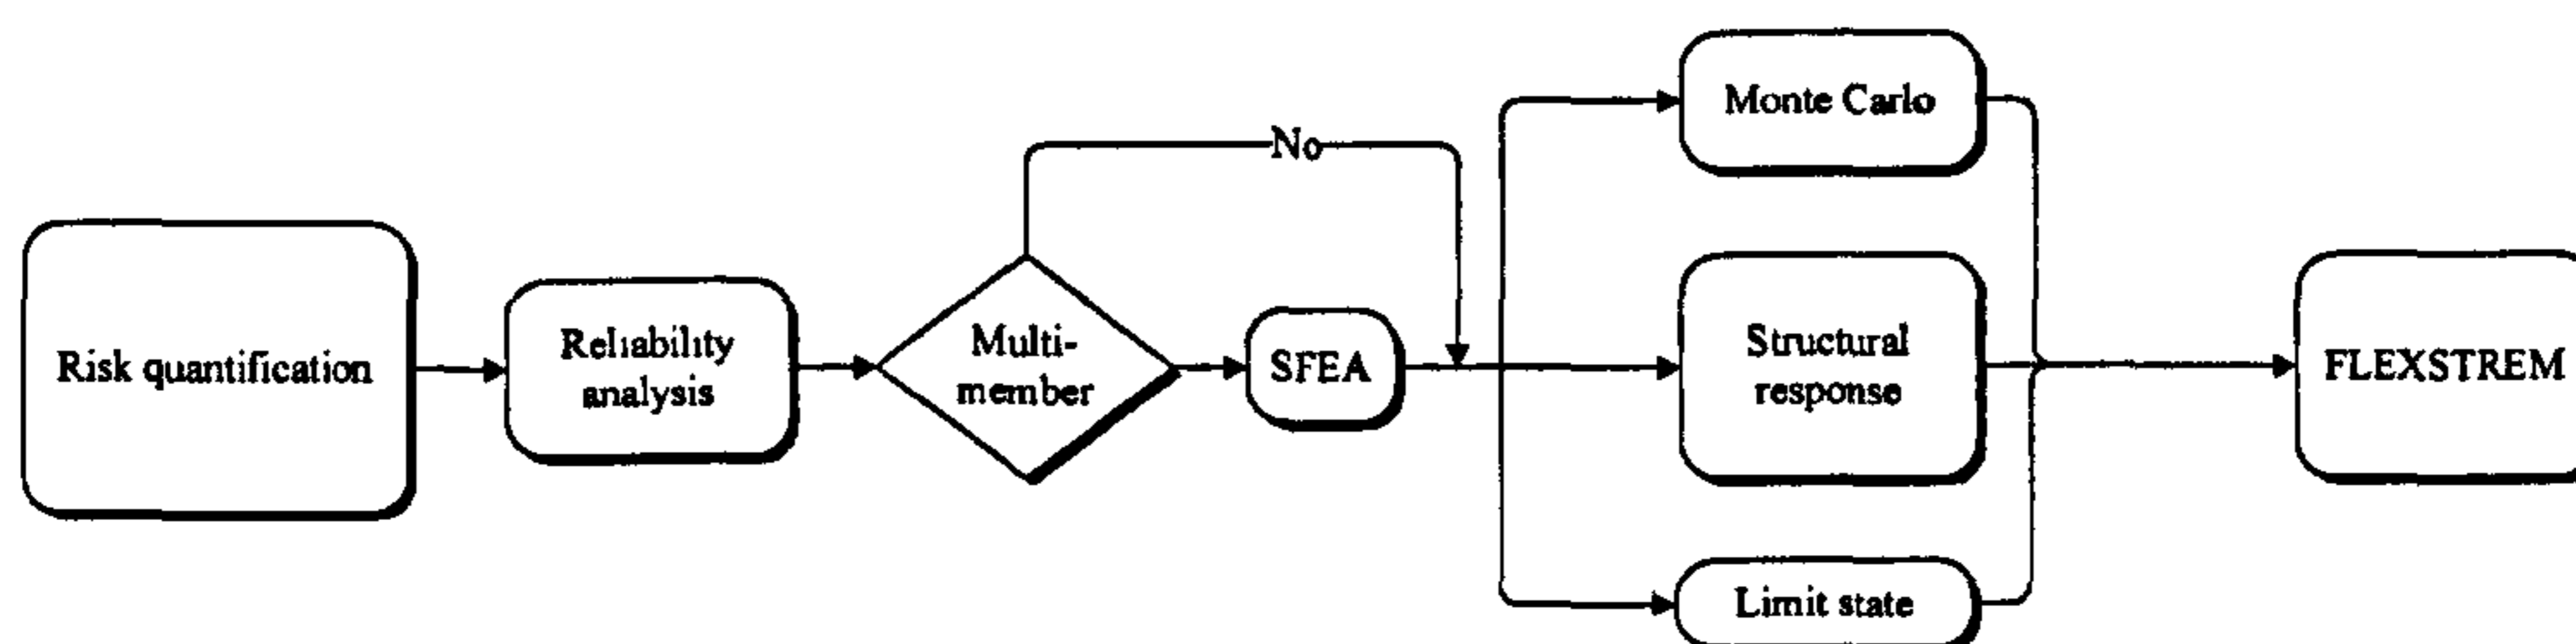 Risk quantification
Reliability
analysis
Multi-
member
No
SFEA
Monte Carlo
Structural
response
Limit state
FLEXSTREM